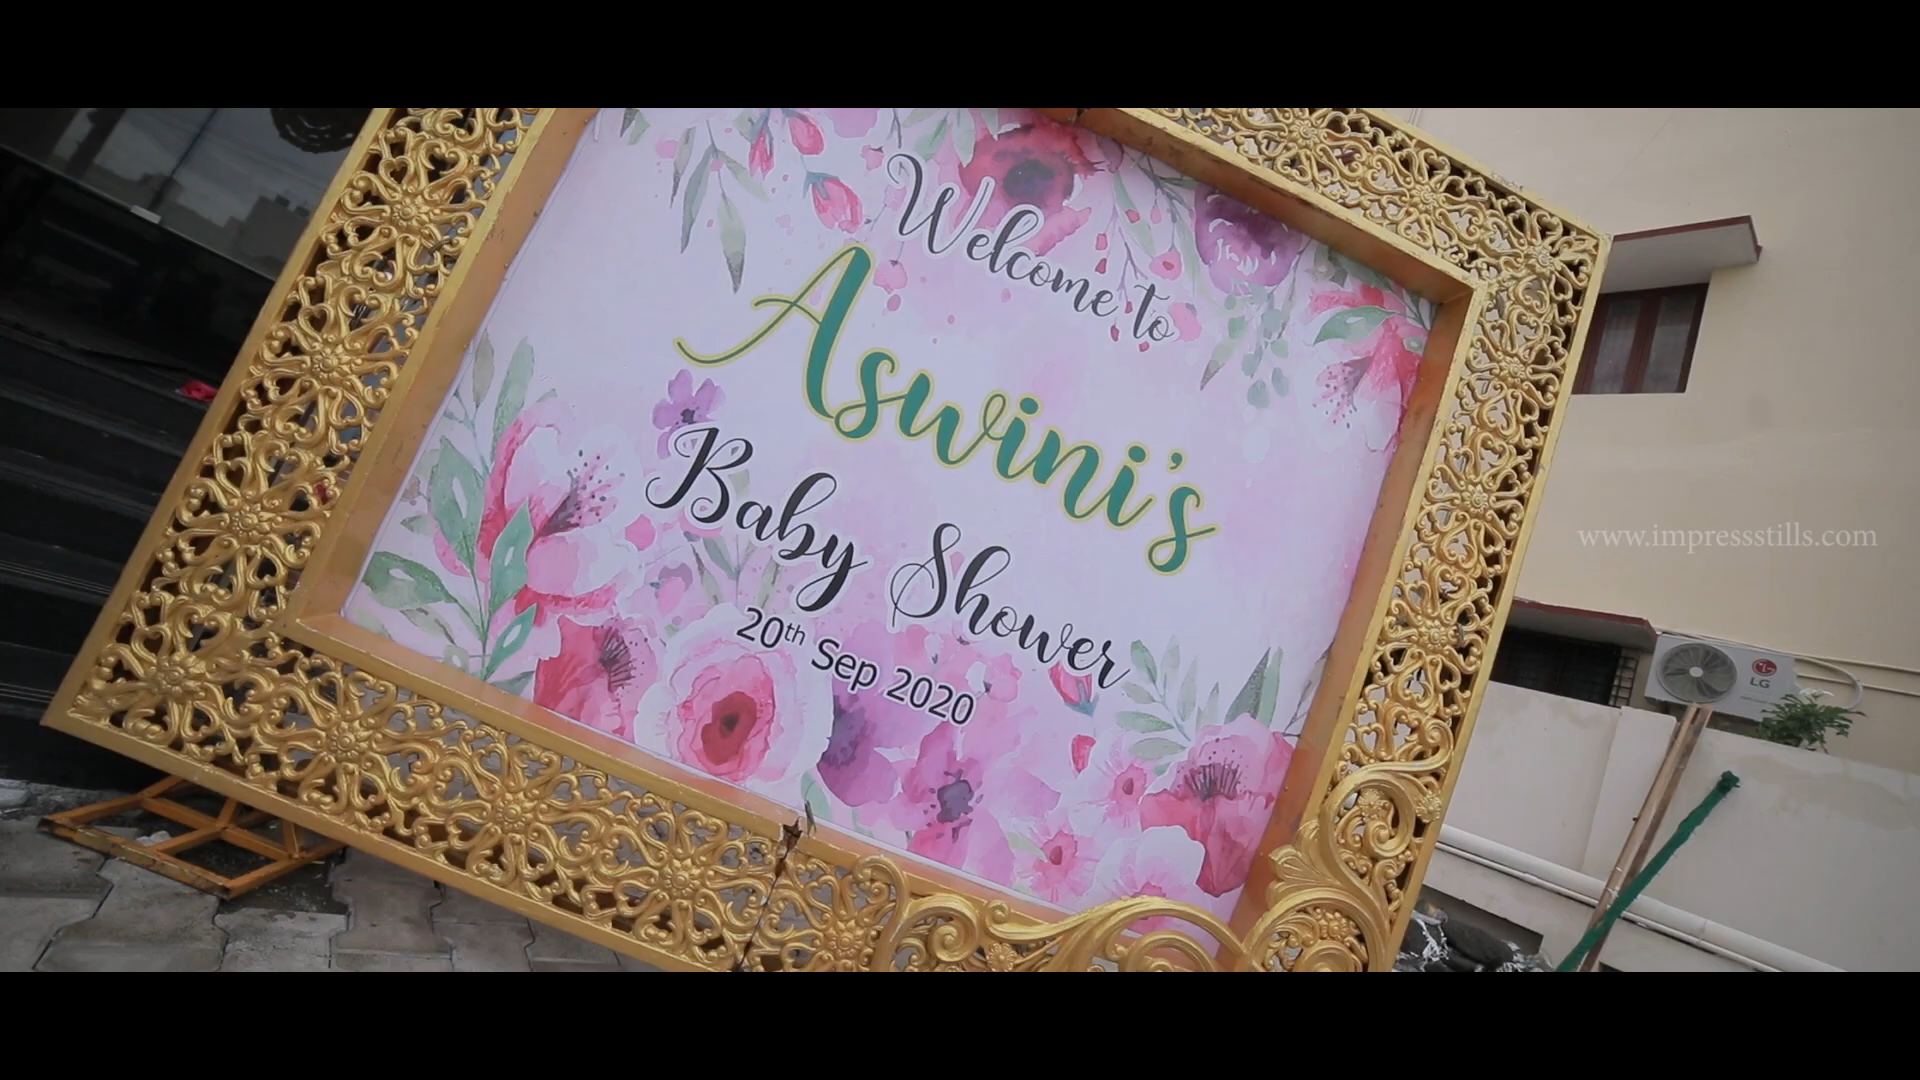 Welcome to
Aswini's
Baby Shower
20th Sep 2020
www.impressstills.com
LG